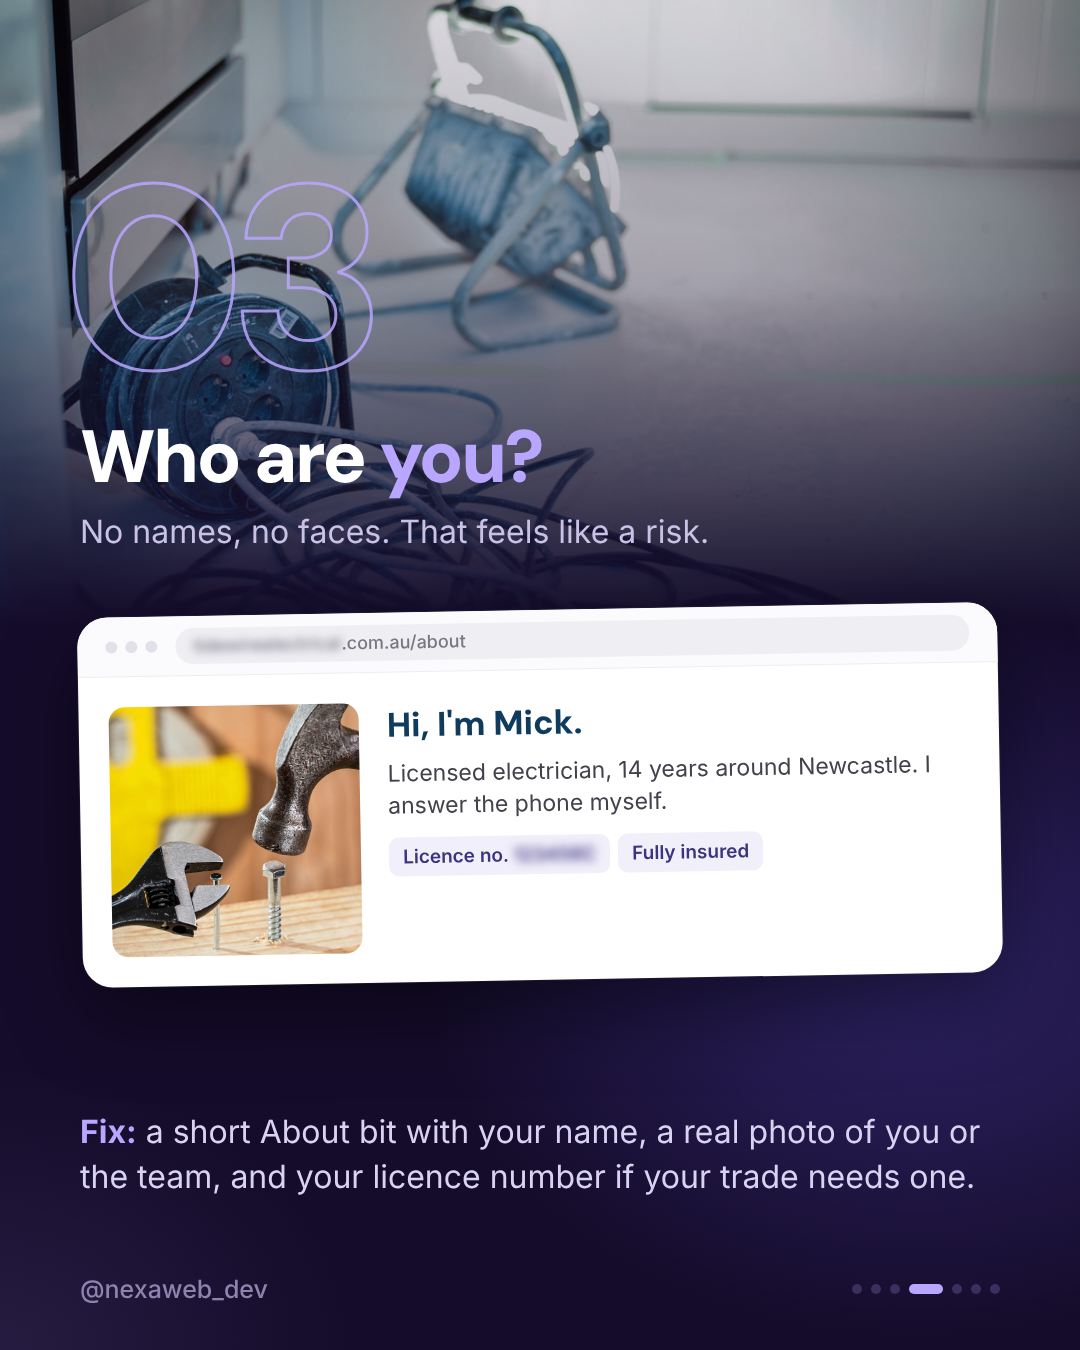 03
Who are you?
No names, no faces. That feels like a risk.
.com.au/about
Hi, I'm Mick.
Licensed electrician, 14 years around Newcastle. I
answer the phone myself.
Licence no.
Fully insured
Fix: a short About bit with your name, a real photo of you or
the team, and your licence number if your trade needs one.
@nexaweb_dev